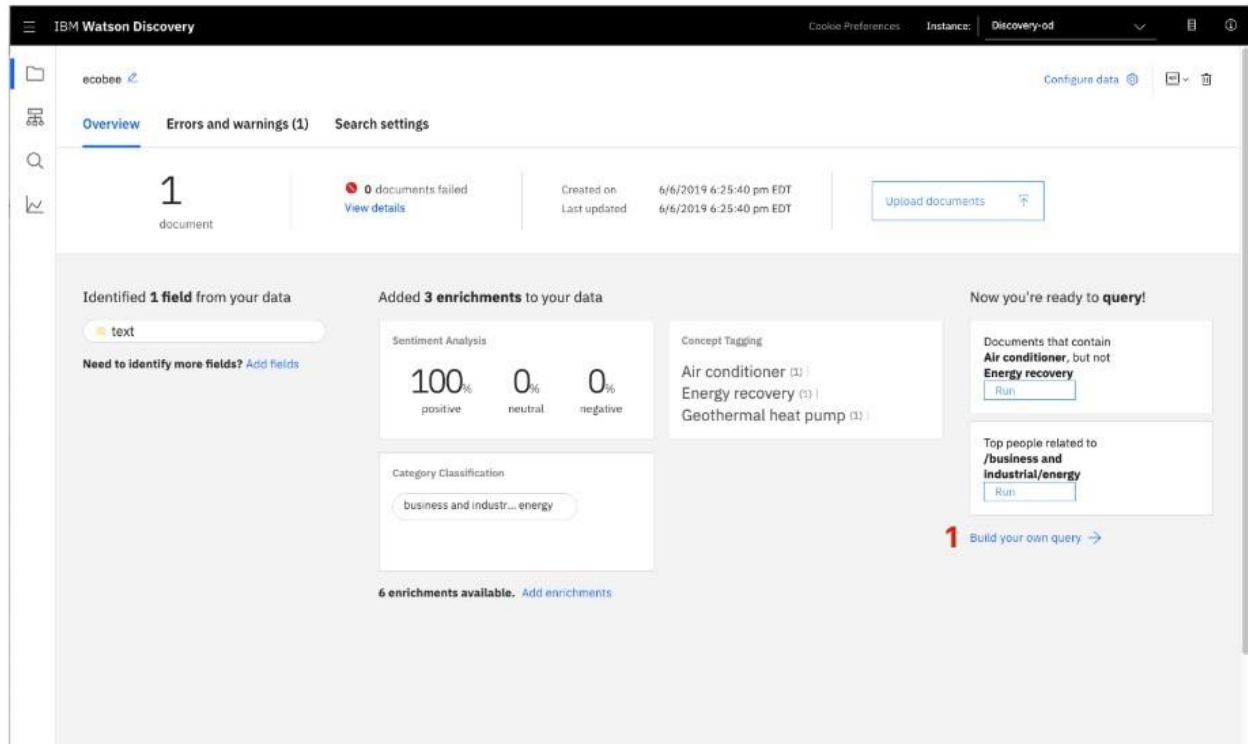 IBM Watson Discovery
Cookie Preferences
Instance:
Discovery-od
ecobee
Configure data
Overview
Errors and warnings (1)
Search settings
1
document
0 documents failed
View details
Created on 6/6/2019 6:25:40 pm EDT
Last updated 6/6/2019 6:25:40 pm EDT
Upload documents
Identified 1 field from your data
text
Need to identify more fields? Add fields
Added 3 enrichments to your data
Sentiment Analysis
100% 0% 0%
positive neutral negative
Concept Tagging
Air conditioner (1)
Energy recovery (1)
Geothermal heat pump (1)
Category Classification
business and industr... energy
6 enrichments available. Add enrichments
Now you're ready to query!
Documents that contain
Air conditioner, but not
Energy recovery
Run
Top people related to
/business and
industrial/energy
Run
1 Build your own query →